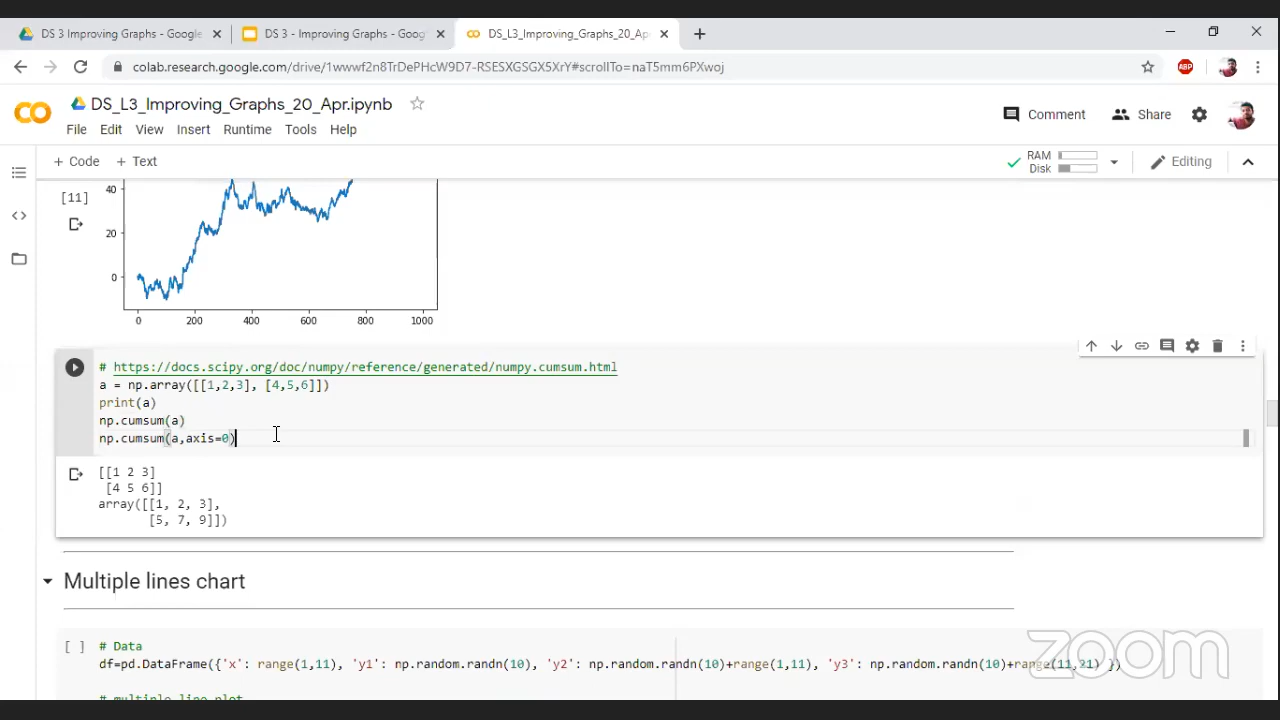 DS 3 Improving Graphs - Google
DS 3 - Improving Graphs - Goog
DS_L3_Improving_Graphs_20_Ap
colab.research.google.com/drive/1wwwf2n8TrDePHcW9D7-RSESXGSGX5XrY#scrollTo=naT5mm6PXwoj
ABP
DS_L3_Improving_Graphs_20_Apr.ipynb
Comment
Share
File Edit View Insert Runtime Tools Help
+ Code + Text
RAM
Disk
Editing
[11]
40
20
0
0 200 400 600 800 1000
# https://docs.scipy.org/doc/numpy/reference/generated/numpy.cumsum.html
a = np.array([[1,2,3], [4,5,6]])
print(a)
np.cumsum(a)
np.cumsum(a,axis=0)
[[1 2 3]
[4 5 6]]
array([[1, 2, 3],
[5, 7, 9]])
Multiple lines chart
[ ] # Data
df=pd.DataFrame({'x': range(1,11), 'y1': np.random.randn(10), 'y2': np.random.randn(10)+range(1,11), 'y3': np.random.randn(10)+range(11,21) })
# multiple line plot
zoom